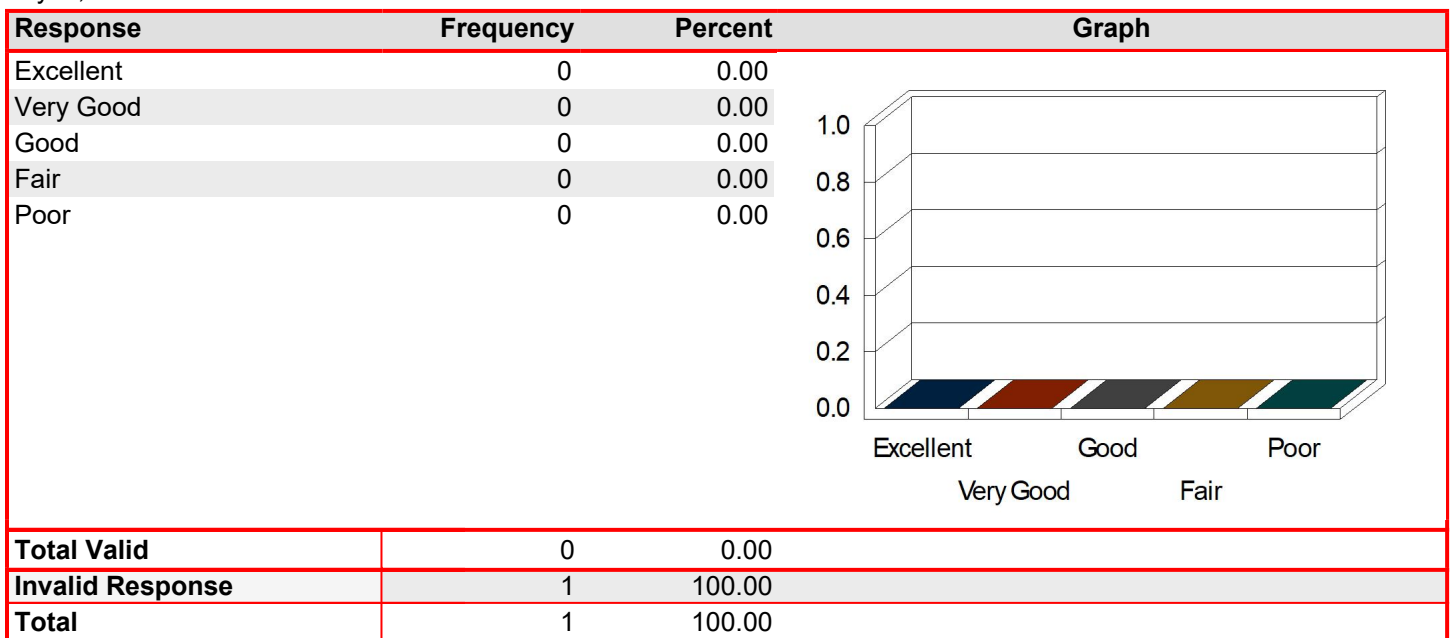 Response Frequency Percent Graph
Excellent 0 0.00
Very Good 0 0.00
Good 0 0.00
Fair 0 0.00
Poor 0 0.00
1.0
0.8
0.6
0.4
0.2
0.0
Excellent Good Poor
Very Good Fair
Total Valid 0 0.00
Invalid Response 1 100.00
Total 1 100.00